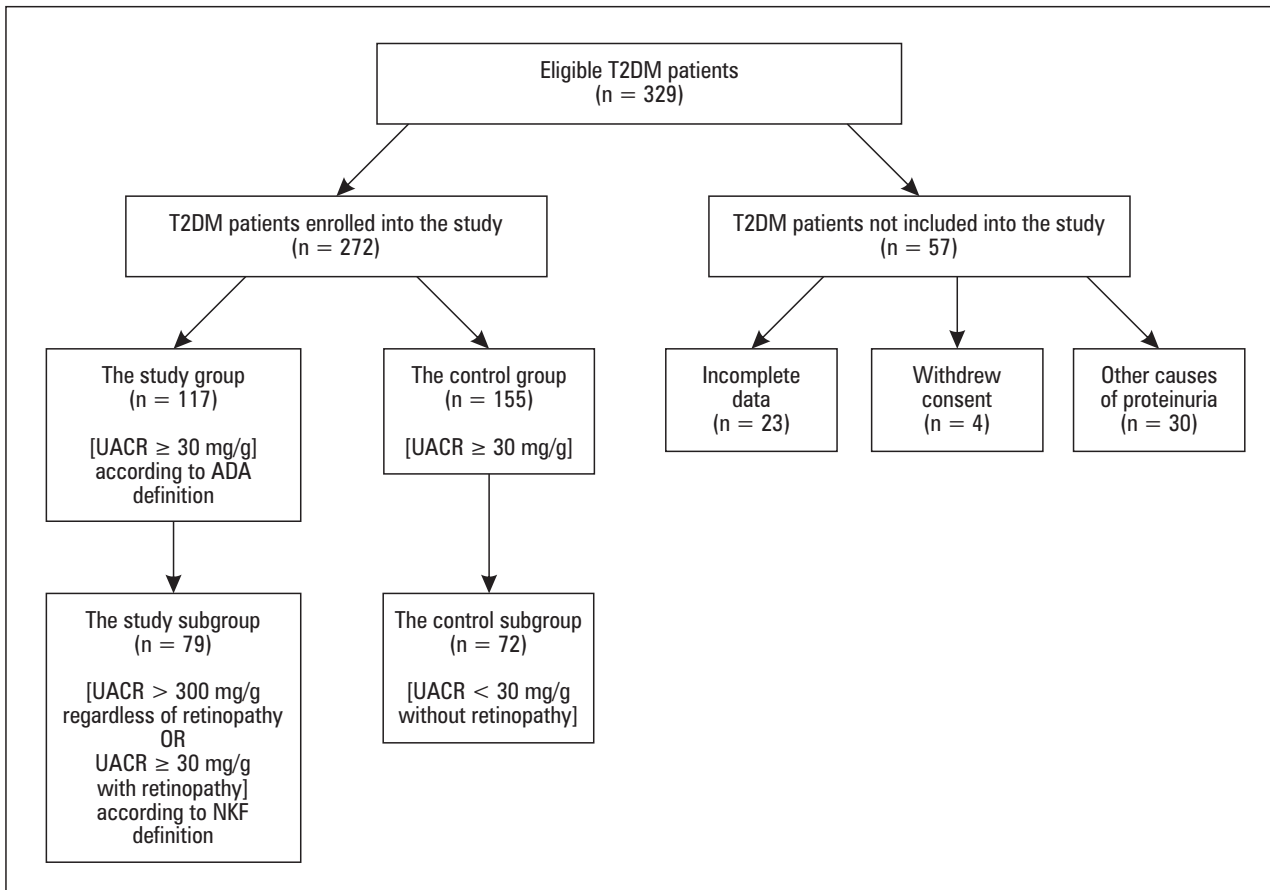 Eligible T2DM patients
(n = 329)
T2DM patients enrolled into the study
(n = 272)
T2DM patients not included into the study
(n = 57)
The study group
(n = 117)
[UACR ≥ 30 mg/g]
according to ADA
definition
The control group
(n = 155)
[UACR ≥ 30 mg/g]
Incomplete
data
(n = 23)
Withdrew
consent
(n = 4)
Other causes
of proteinuria
(n = 30)
The study subgroup
(n = 79)
[UACR > 300 mg/g
regardless of retinopathy
OR
UACR ≥ 30 mg/g
with retinopathy]
according to NKF
definition
The control subgroup
(n = 72)
[UACR < 30 mg/g
without retinopathy]